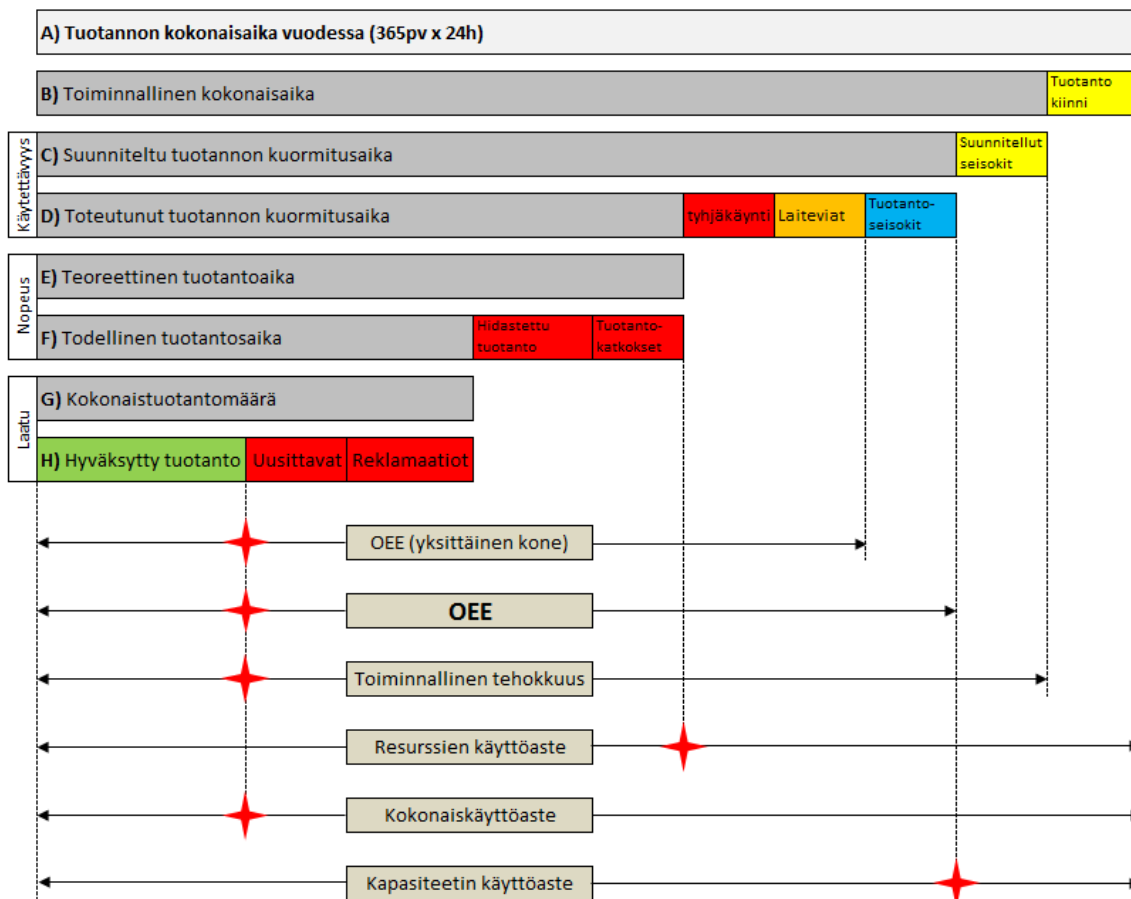 A) Tuotannon kokonaisaika vuodessa (365pv x 24h)
B) Toiminnallinen kokonaisaika
Tuotanto
kiinni
Käytettävyys
C) Suunniteltu tuotannon kuormitusaika
Suunnitellut
seisokit
D) Toteutunut tuotannon kuormitusaika
tyhjäkäynti
Laiteviat
Tuotanto-
seisokit
Nopeus
E) Teoreettinen tuotantoaika
F) Todellinen tuotantosaika
Hidastettu
tuotanto
Tuotanto-
katkokset
Laatu
G) Kokonaistuotantomäärä
H) Hyväksytty tuotanto
Uusittavat
Reklamaatiot
OEE (yksittäinen kone)
OEE
Toiminnallinen tehokkuus
Resurssien käyttöaste
Kokonaiskäyttöaste
Kapasiteetin käyttöaste